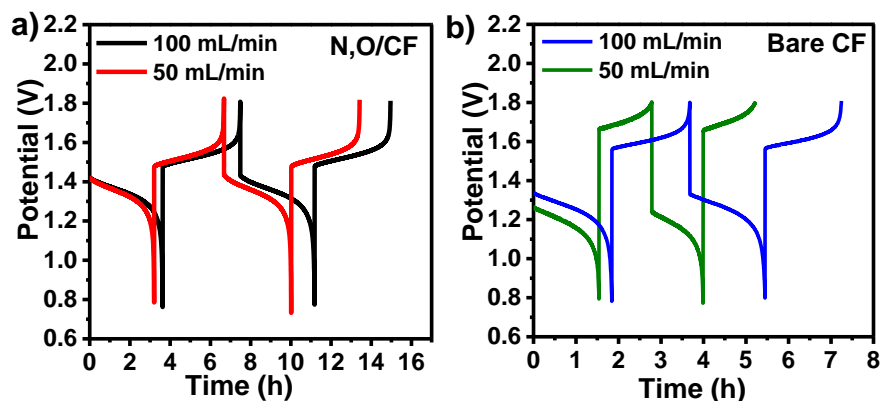 a)
100 mL/min
50 mL/min
N,O/CF
2.2
2.0
1.8
1.6
1.4
1.2
1.0
0.8
0.6
Potential (V)
0 2 4 6 8 10 12 14 16
Time (h)
b)
100 mL/min
50 mL/min
Bare CF
2.2
2.0
1.8
1.6
1.4
1.2
1.0
0.8
0.6
Potential (V)
0 1 2 3 4 5 6 7 8
Time (h)